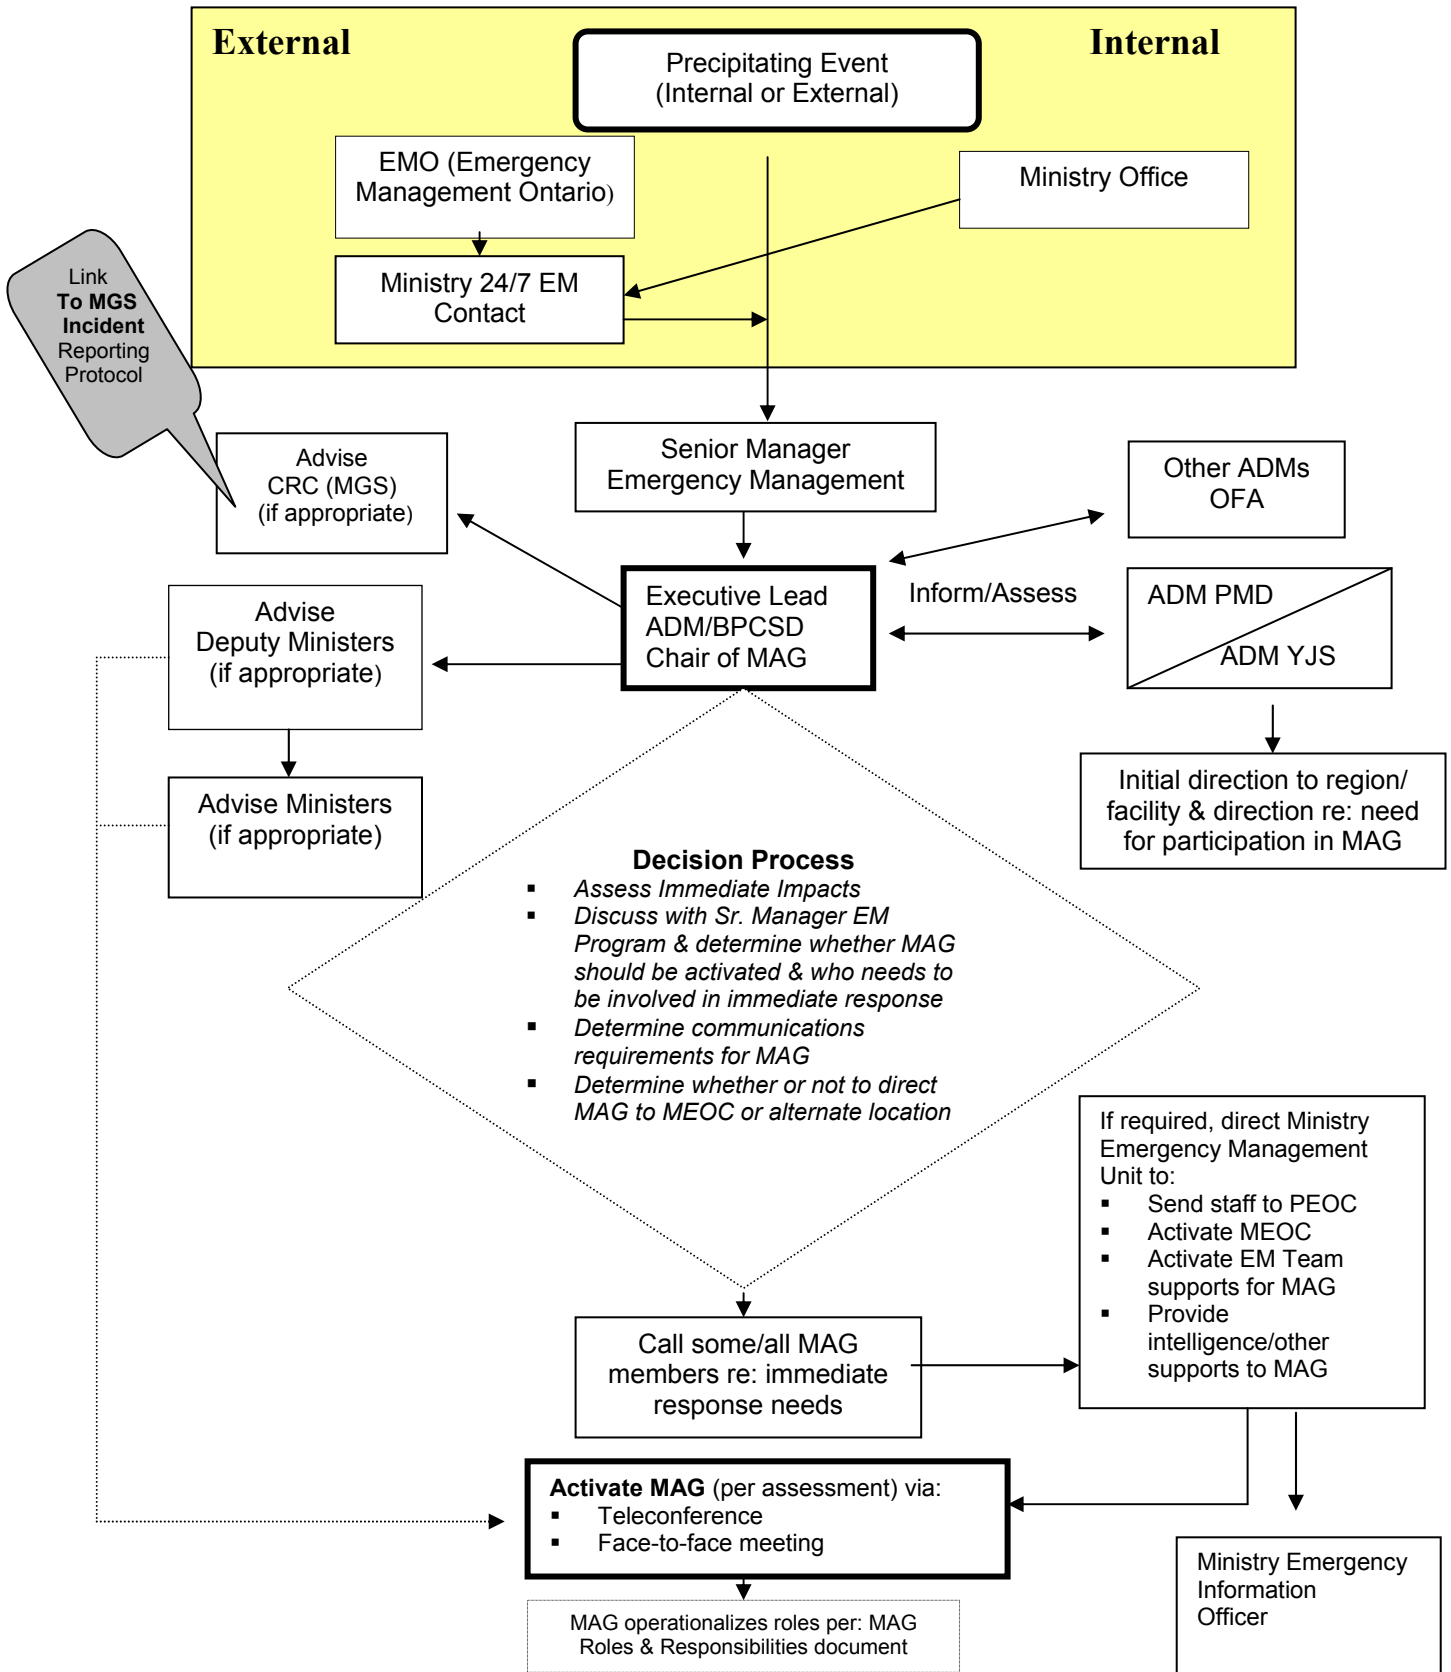 External
Internal
Precipitating Event
(Internal or External)
EMO (Emergency
Management Ontario)
Ministry Office
Ministry 24/7 EM
Contact
Link
To MGS
Incident
Reporting
Protocol
Advise
CRC (MGS)
(if appropriate)
Senior Manager
Emergency Management
Other ADMs
OFA
Advise
Deputy Ministers
(if appropriate)
Executive Lead
ADM/BPCSD
Chair of MAG
Inform/Assess
ADM PMD
ADM YJS
Advise Ministers
(if appropriate)
Initial direction to region/
facility & direction re: need
for participation in MAG
Decision Process
▪ Assess Immediate Impacts
▪ Discuss with Sr. Manager EM
Program & determine whether MAG
should be activated & who needs to
be involved in immediate response
▪ Determine communications
requirements for MAG
▪ Determine whether or not to direct
MAG to MEOC or alternate location
If required, direct Ministry
Emergency Management
Unit to:
▪ Send staff to PEOC
▪ Activate MEOC
▪ Activate EM Team
supports for MAG
▪ Provide
intelligence/other
supports to MAG
Call some/all MAG
members re: immediate
response needs
Activate MAG (per assessment) via:
▪ Teleconference
▪ Face-to-face meeting
Ministry Emergency
Information
Officer
MAG operationalizes roles per: MAG
Roles & Responsibilities document